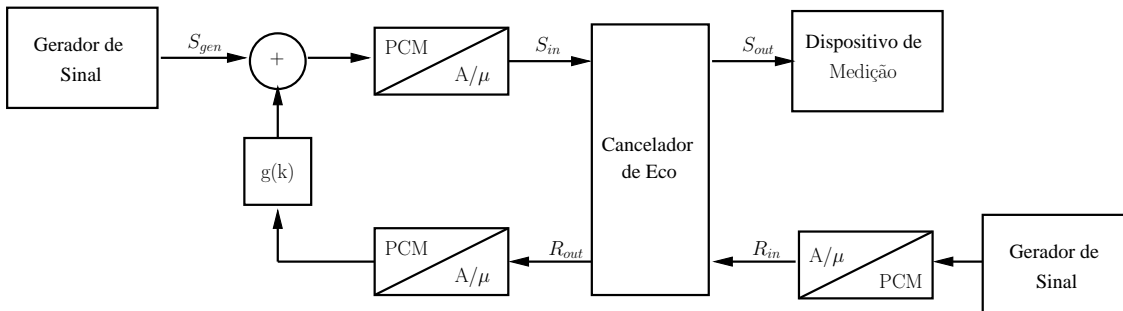 Gerador de
Sinal
S_gen
+
PCM
A/μ
S_in
Cancelador
de Eco
S_out
Dispositivo de
Medição
g(k)
PCM
A/μ
R_out
R_in
A/μ
PCM
Gerador de
Sinal